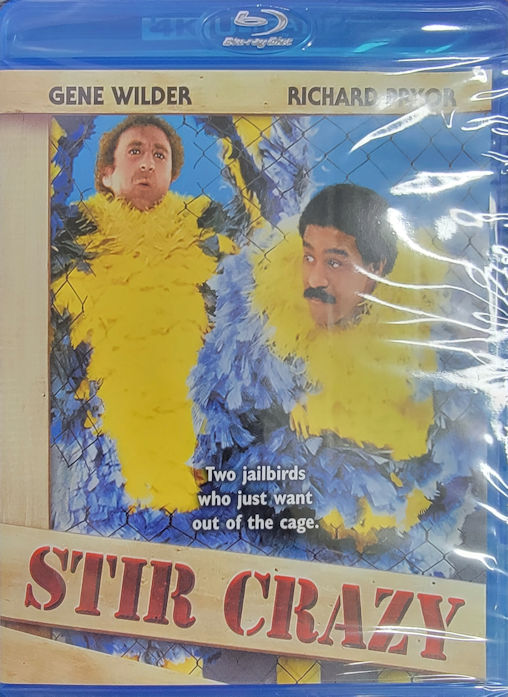 Blu-ray Disc
GENE WILDER
RICHARD PRYOR
Two jailbirds
who just want
out of the cage.
STIR CRAZY